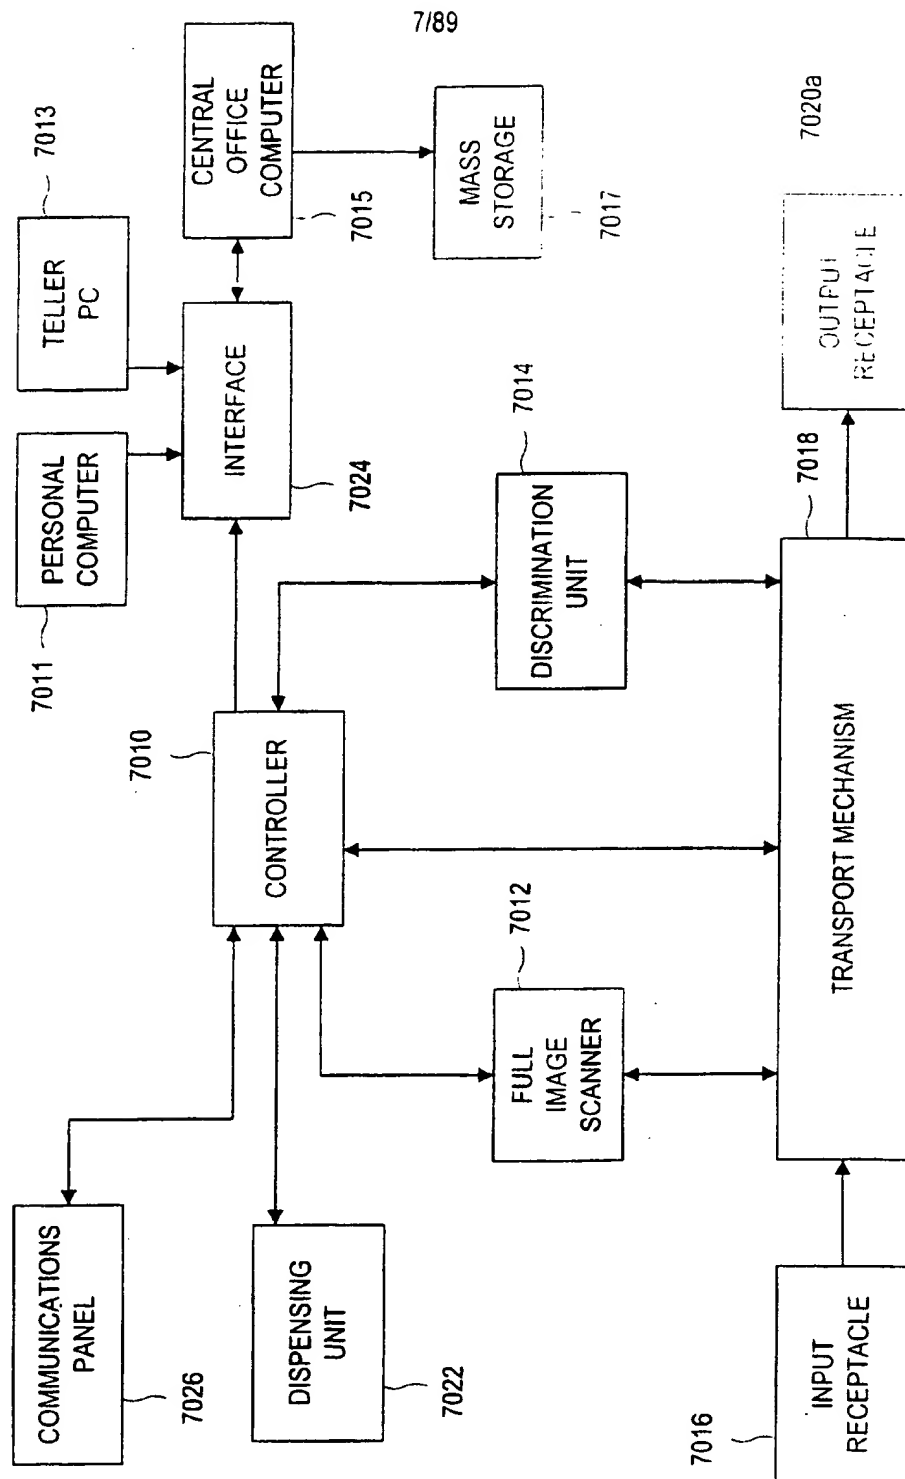 7/89
COMMUNICATIONS
PANEL
7026
DISPENSING
UNIT
7022
INPUT
RECEPTACLE
7016
FULL
IMAGE
SCANNER
7012
CONTROLLER
7010
TRANSPORT MECHANISM
7018
DISCRIMINATION
UNIT
7014
PERSONAL
COMPUTER
7011
TELLER
PC
7013
INTERFACE
7024
CENTRAL
OFFICE
COMPUTER
7015
MASS
STORAGE
7017
OUTPUT
RECEPTACLE
7020a